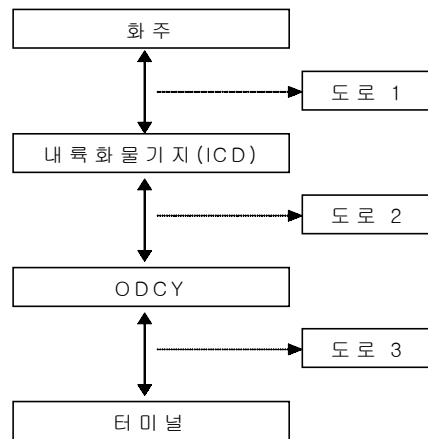 화 주
도 로 1
내 륙 화 물 기 지 (ICD)
도 로 2
ODCY
도 로 3
터 미 널